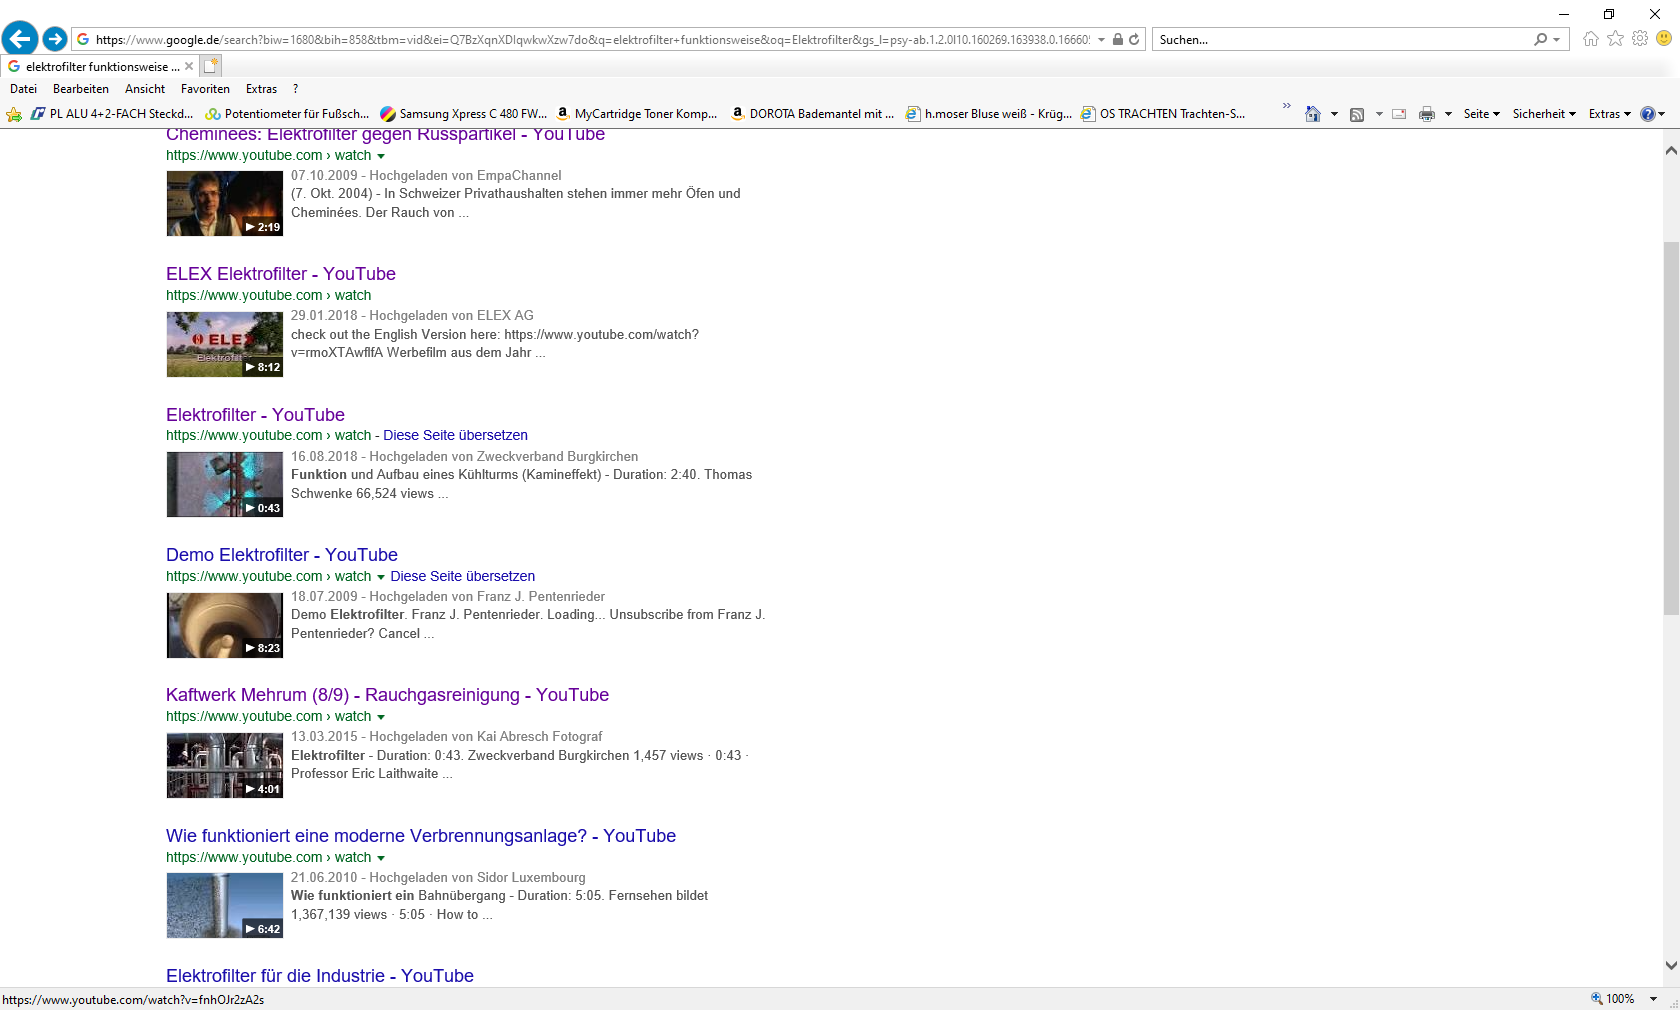 https://www.google.de/search?biw=1680&bih=858&tbm=vid&ei=Q7BzXqnXDIqwkwXzw7do&q=elektrofilter+funktionsweise&oq=Elektrofilter&gs_l=psy-ab.1.2.0l10.160269.163938.0.16660
Suchen...
elektrofilter funktionsweise ...
Datei Bearbeiten Ansicht Favoriten Extras ?
PL ALU 4+2-FACH Steckd... Potentiometer für Fußsch... Samsung Xpress C 480 FW... MyCartridge Toner Komp... DOROTA Bademantel mit ... h.moser Bluse weiß - Krüg... OS TRACHTEN Trachten-S... » Seite Sicherheit Extras
Cheminées: Elektrofilter gegen Russpartikel - YouTube
https://www.youtube.com › watch
07.10.2009 - Hochgeladen von EmpaChannel
(7. Okt. 2004) - In Schweizer Privathaushalten stehen immer mehr Öfen und
Cheminées. Der Rauch von ...
2:19
ELEX Elektrofilter - YouTube
https://www.youtube.com › watch
29.01.2018 - Hochgeladen von ELEX AG
check out the English Version here: https://www.youtube.com/watch?
v=rmoXTAwflfA Werbefilm aus dem Jahr ...
ELEX
Elektrofilter
8:12
Elektrofilter - YouTube
https://www.youtube.com › watch - Diese Seite übersetzen
16.08.2018 - Hochgeladen von Zweckverband Burgkirchen
Funktion und Aufbau eines Kühlturms (Kamineffekt) - Duration: 2:40. Thomas
Schwenke 66,524 views ...
0:43
Demo Elektrofilter - YouTube
https://www.youtube.com › watch Diese Seite übersetzen
18.07.2009 - Hochgeladen von Franz J. Pentenrieder
Demo Elektrofilter. Franz J. Pentenrieder. Loading... Unsubscribe from Franz J.
Pentenrieder? Cancel ...
8:23
Kaftwerk Mehrum (8/9) - Rauchgasreinigung - YouTube
https://www.youtube.com › watch
13.03.2015 - Hochgeladen von Kai Abresch Fotograf
Elektrofilter - Duration: 0:43. Zweckverband Burgkirchen 1,457 views · 0:43 ·
Professor Eric Laithwaite ...
4:01
Wie funktioniert eine moderne Verbrennungsanlage? - YouTube
https://www.youtube.com › watch
21.06.2010 - Hochgeladen von Sidor Luxembourg
Wie funktioniert ein Bahnübergang - Duration: 5:05. Fernsehen bildet
1,367,139 views · 5:05 · How to ...
6:42
Elektrofilter für die Industrie - YouTube
https://www.youtube.com/watch?v=fnhOJr2zA2s
100%